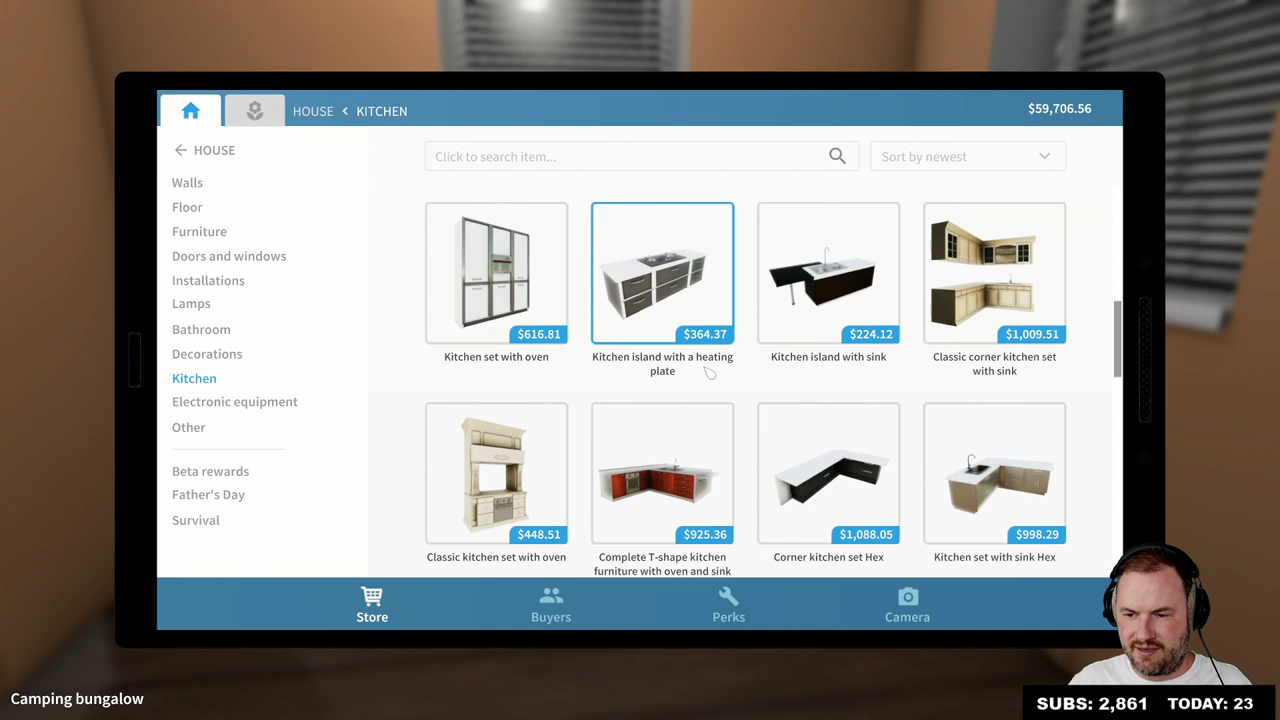 HOUSE < KITCHEN
$59,706.56
HOUSE
Click to search item...
Sort by newest
Walls
Floor
Furniture
Doors and windows
Installations
Lamps
Bathroom
Decorations
Kitchen
Electronic equipment
Other
Beta rewards
Father's Day
Survival
$616.81
Kitchen set with oven
$364.37
Kitchen island with a heating
plate
$224.12
Kitchen island with sink
$1,009.51
Classic corner kitchen set
with sink
$448.51
Classic kitchen set with oven
$925.36
Complete T-shape kitchen
furniture with oven and sink
$1,088.05
Corner kitchen set Hex
$998.29
Kitchen set with sink Hex
Store
Buyers
Perks
Camera
Camping bungalow
SUBS: 2,861 TODAY: 23